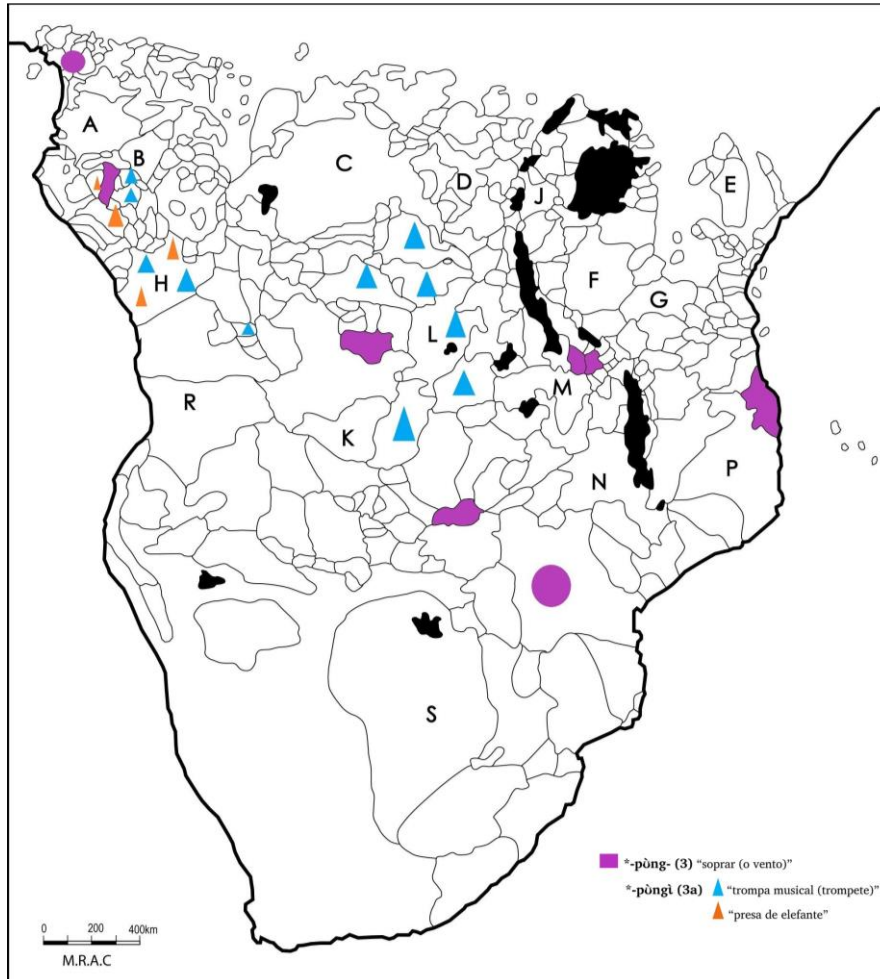 A
B
C
D
J
E
H
F
G
L
M
R
K
N
P
S
*-pòng- (3) “soprar (o vento)”
*-pòngì (3a) “trompa musical (trompete)”
“presa de elefante”
0 200 400km
M.R.A.C